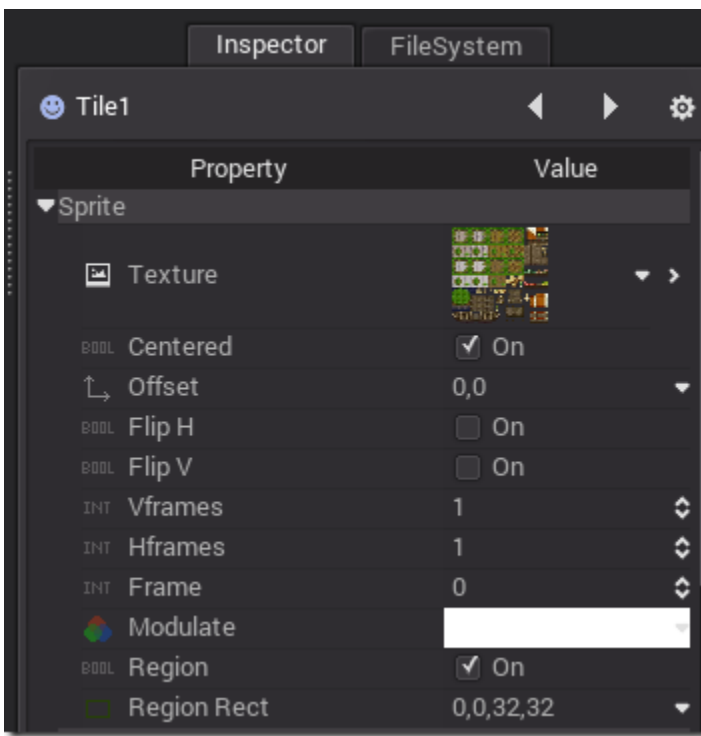 Inspector FileSystem
Tile1
Property Value
Sprite
Texture
BOOL Centered On
Offset 0,0
BOOL Flip H On
BOOL Flip V On
INT Vframes 1
INT Hframes 1
INT Frame 0
Modulate
BOOL Region On
Region Rect 0,0,32,32